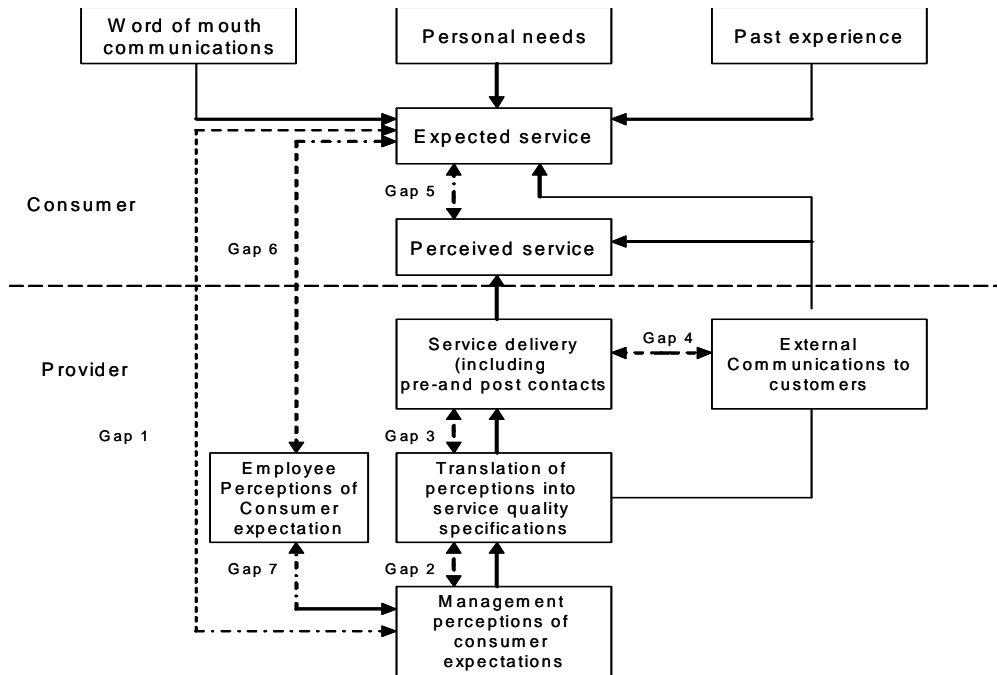 Word of mouth
communications
Personal needs
Past experience
Expected service
Gap 5
Consumer
Gap 6
Perceived service
Service delivery
(including
pre-and post contacts
Gap 4
External
Communications to
customers
Provider
Gap 1
Gap 3
Employee
Perceptions of
Consumer
expectation
Translation of
perceptions into
service quality
specifications
Gap 7
Gap 2
Management
perceptions of
consumer
expectations